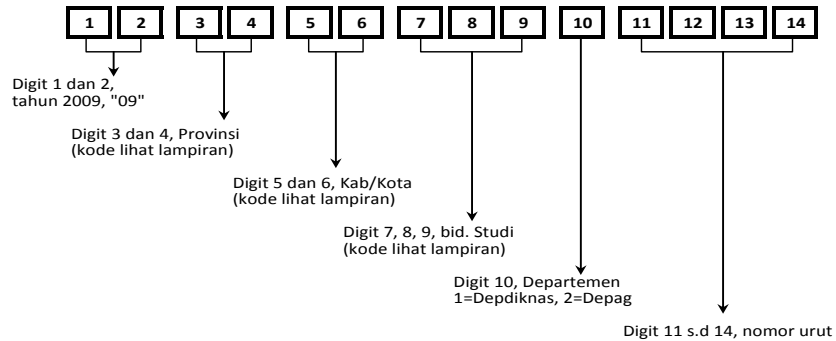 1 2 3 4 5 6 7 8 9 10 11 12 13 14
Digit 1 dan 2,
tahun 2009, "09"
Digit 3 dan 4, Provinsi
(kode lihat lampiran)
Digit 5 dan 6, Kab/Kota
(kode lihat lampiran)
Digit 7, 8, 9, bid. Studi
(kode lihat lampiran)
Digit 10, Departemen
1=Depdiknas, 2=Depag
Digit 11 s.d 14, nomor urut